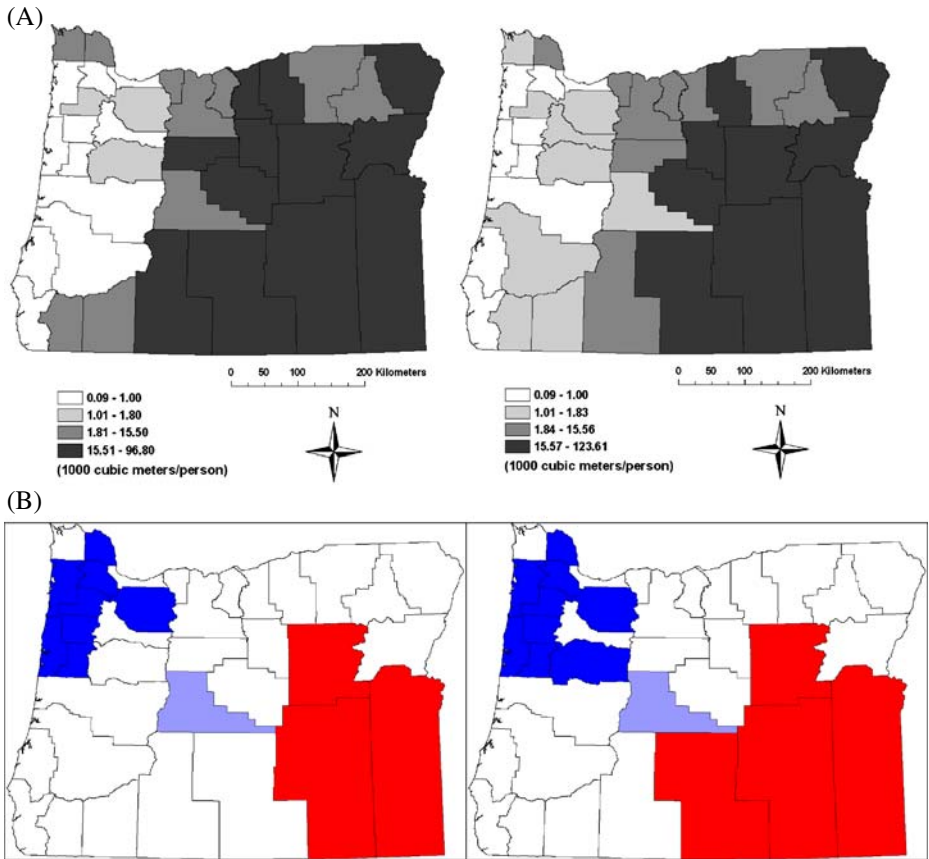 (A)
0 50 100 200 Kilometers
0.09 - 1.00
1.01 - 1.80
1.81 - 15.50
15.51 - 96.80
(1000 cubic meters/person)
N
0 50 100 200 Kilometers
0.09 - 1.00
1.01 - 1.83
1.84 - 15.56
15.57 - 123.61
(1000 cubic meters/person)
N
(B)